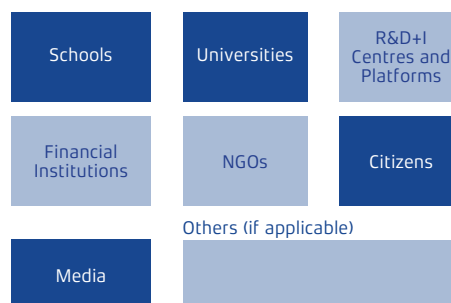 Schools
Universities
R&D+I
Centres and
Platforms
Financial
Institutions
NGOs
Citizens
Others (if applicable)
Media